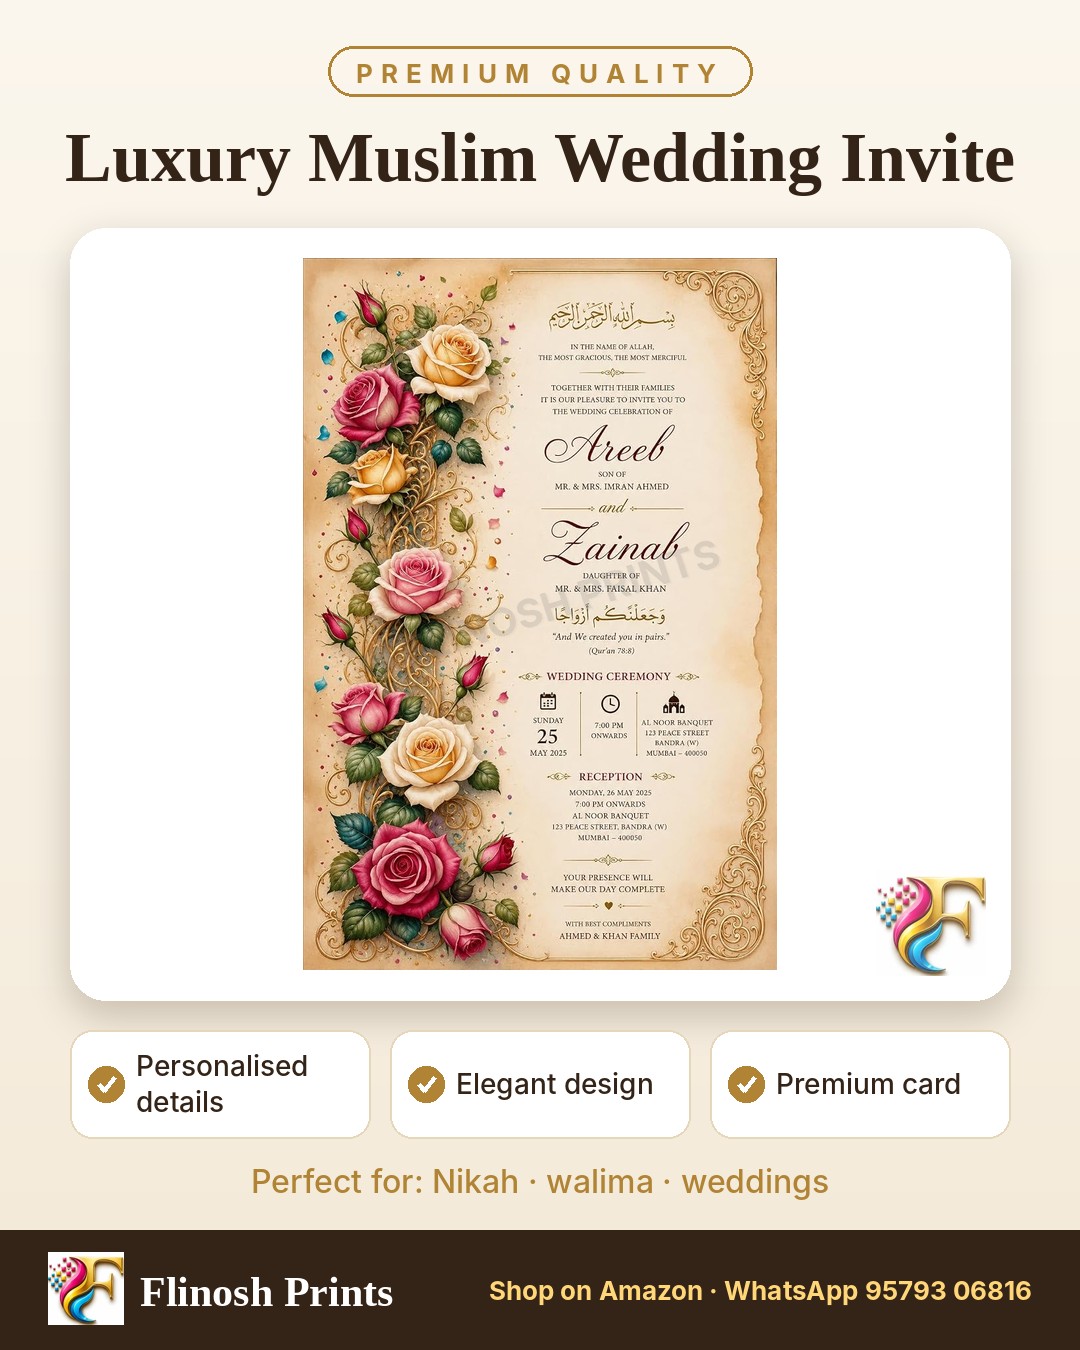 PREMIUM QUALITY
Luxury Muslim Wedding Invite
بِسْمِ اللهِ الرَّحْمٰنِ الرَّحِيْمِ
IN THE NAME OF ALLAH,
THE MOST GRACIOUS, THE MOST MERCIFUL
TOGETHER WITH THEIR FAMILIES
IT IS OUR PLEASURE TO INVITE YOU TO
THE WEDDING CELEBRATION OF
Areeb
SON OF
MR. & MRS. IMRAN AHMED
and
Zainab
DAUGHTER OF
MR. & MRS. FAISAL KHAN
OSH PRINTS
وَجَعَلْنٰكُم أَزْوَاجًا
"And We created you in pairs."
(Qur'an 78:8)
WEDDING CEREMONY
SUNDAY
25
MAY 2025
7:00 PM
ONWARDS
AL NOOR BANQUET
123 PEACE STREET
BANDRA (W)
MUMBAI – 400050
RECEPTION
MONDAY, 26 MAY 2025
7:00 PM ONWARDS
AL NOOR BANQUET
123 PEACE STREET, BANDRA (W)
MUMBAI – 400050
YOUR PRESENCE WILL
MAKE OUR DAY COMPLETE
WITH BEST COMPLIMENTS
AHMED & KHAN FAMILY
F
Personalised
details
Elegant design
Premium card
Perfect for: Nikah · walima · weddings
F
Flinosh Prints
Shop on Amazon · WhatsApp 95793 06816